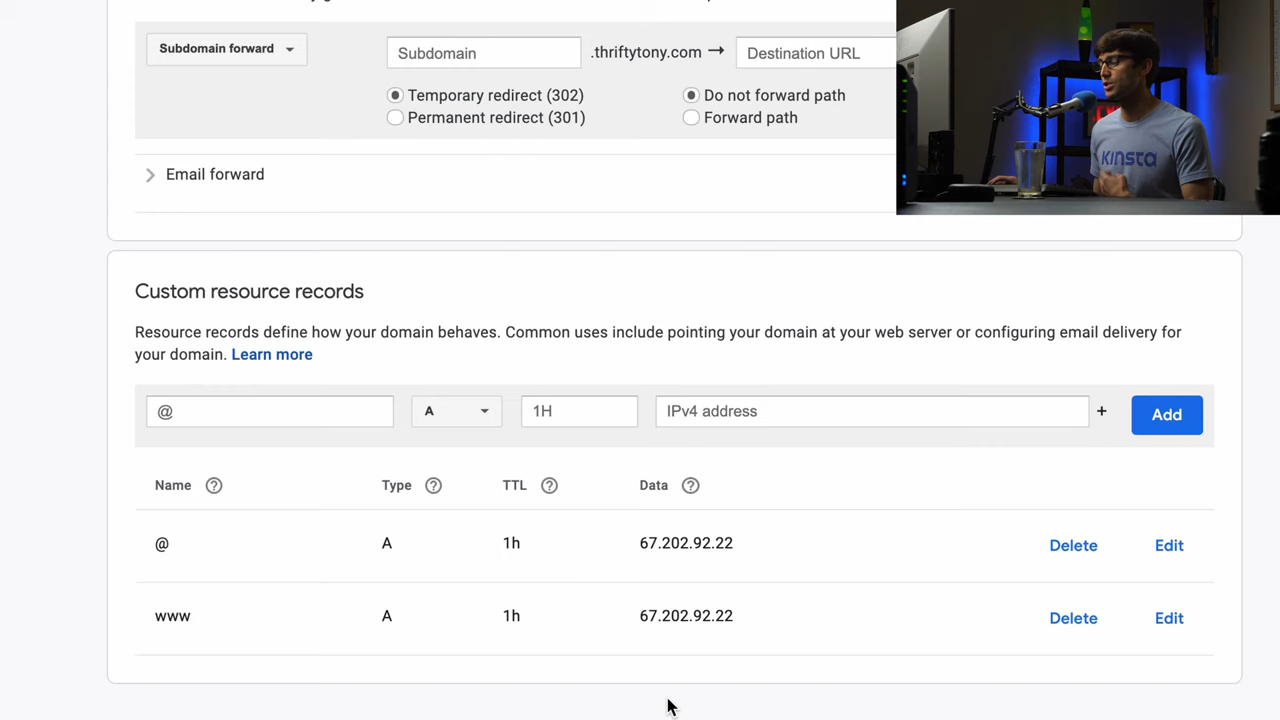 Subdomain forward
Subdomain
.thriftytony.com →
Destination URL
Temporary redirect (302)
Permanent redirect (301)
Do not forward path
Forward path
Email forward
KINSTA
Custom resource records
Resource records define how your domain behaves. Common uses include pointing your domain at your web server or configuring email delivery for
your domain. Learn more
@
A
1H
IPv4 address
+
Add
Name ?
Type ?
TTL ?
Data ?
@
A
1h
67.202.92.22
Delete
Edit
www
A
1h
67.202.92.22
Delete
Edit